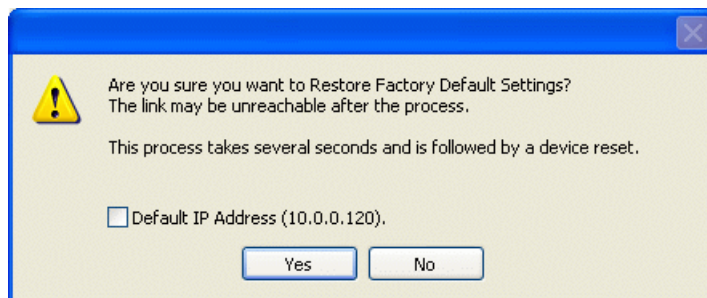 Are you sure you want to Restore Factory Default Settings?
The link may be unreachable after the process.
This process takes several seconds and is followed by a device reset.
Default IP Address (10.0.0.120).
Yes
No